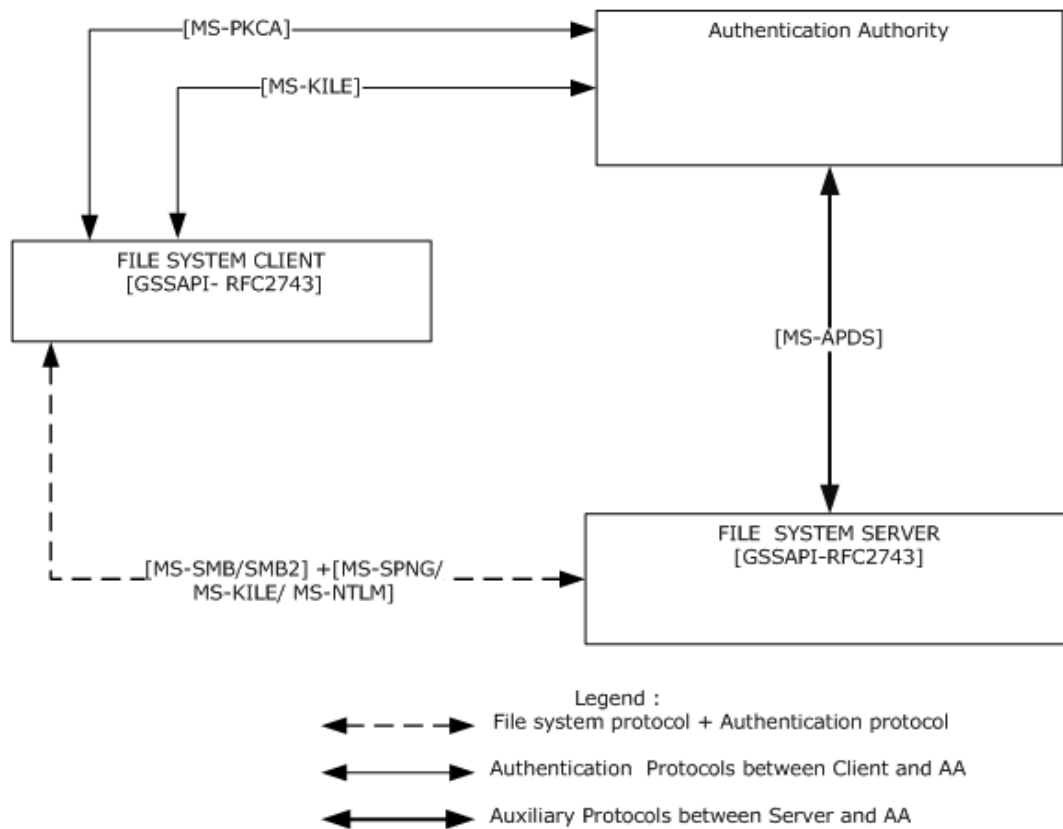 [MS-PKCA]
Authentication Authority
[MS-KILE]
FILE SYSTEM CLIENT
[GSSAPI- RFC2743]
[MS-APDS]
FILE SYSTEM SERVER
[GSSAPI-RFC2743]
[MS-SMB/SMB2] +[MS-SPNG/
MS-KILE/ MS-NTLM]
Legend :
File system protocol + Authentication protocol
Authentication Protocols between Client and AA
Auxiliary Protocols between Server and AA